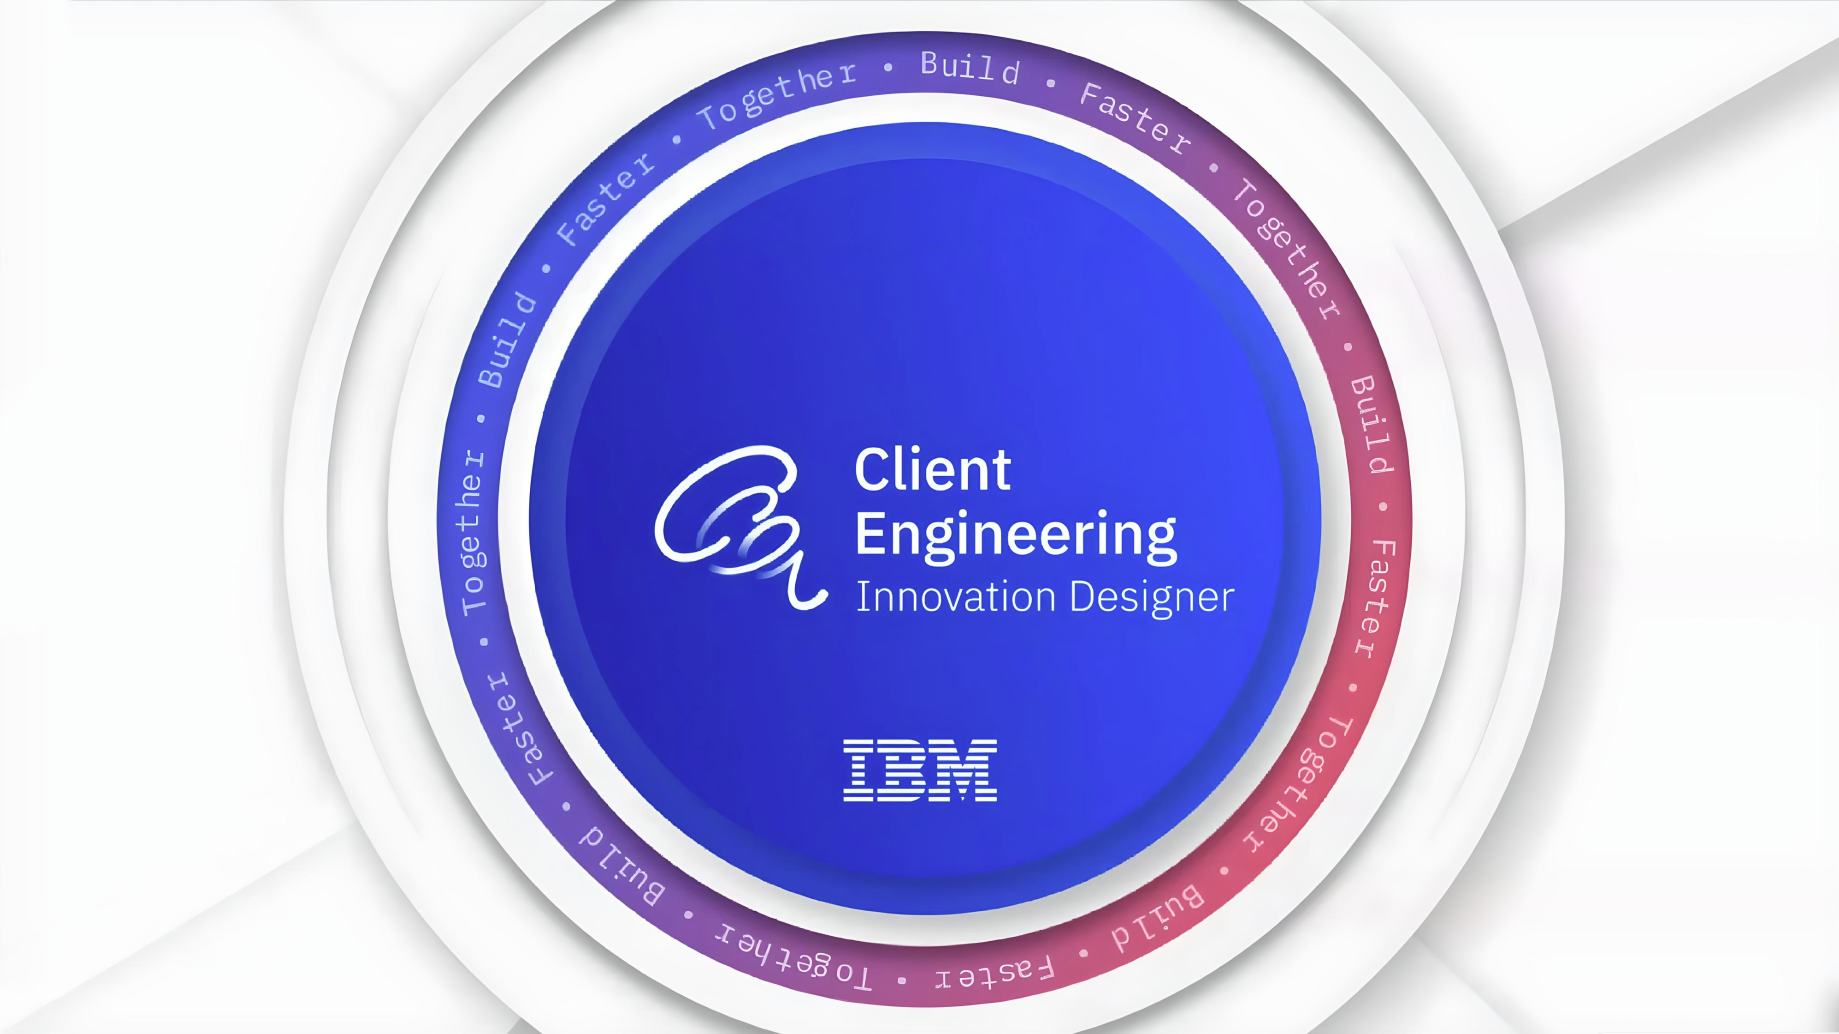 Build • Faster • Together • Build • Faster • Together • Build • Faster • Together • Build • Faster • Together • Build • Faster • Together •
Client
Engineering
Innovation Designer
IBM